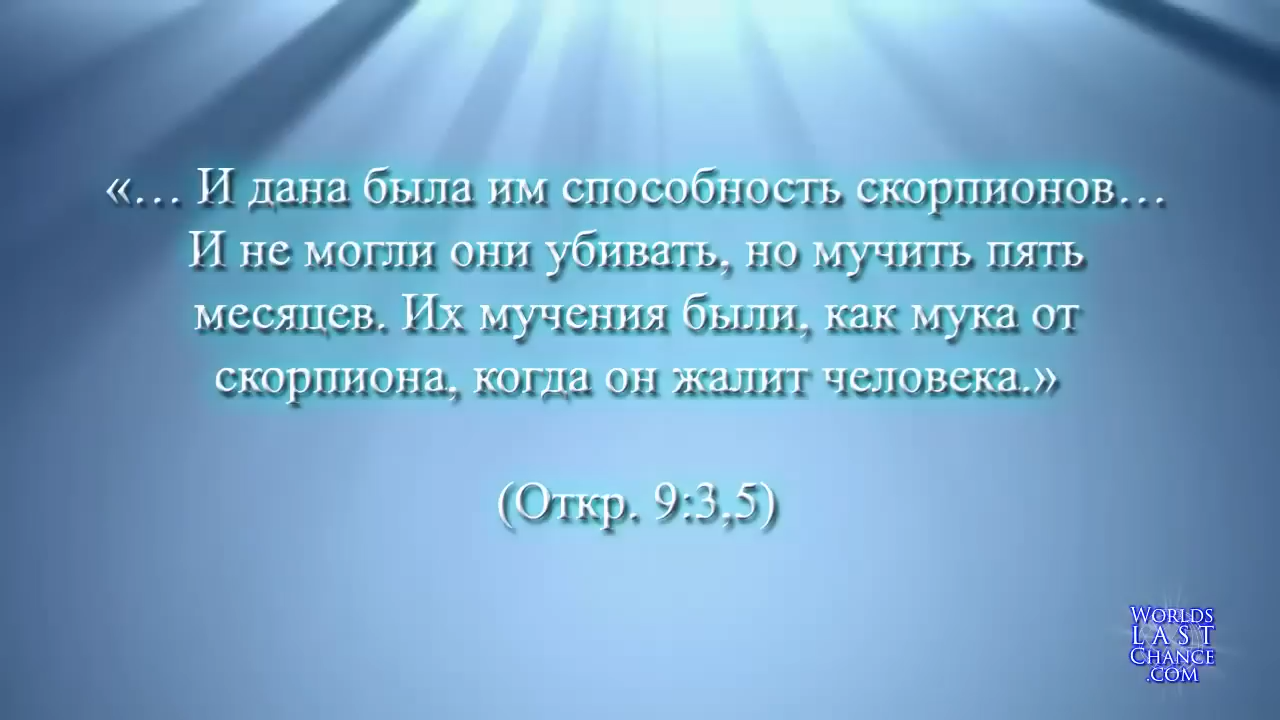 «… И дана была им способность скорпионов…
И не могли они убивать, но мучить пять
месяцев. Их мучения были, как мука от
скорпиона, когда он жалит человека.»
(Откр. 9:3,5)
WORLDS
LAST
CHANCE
.COM